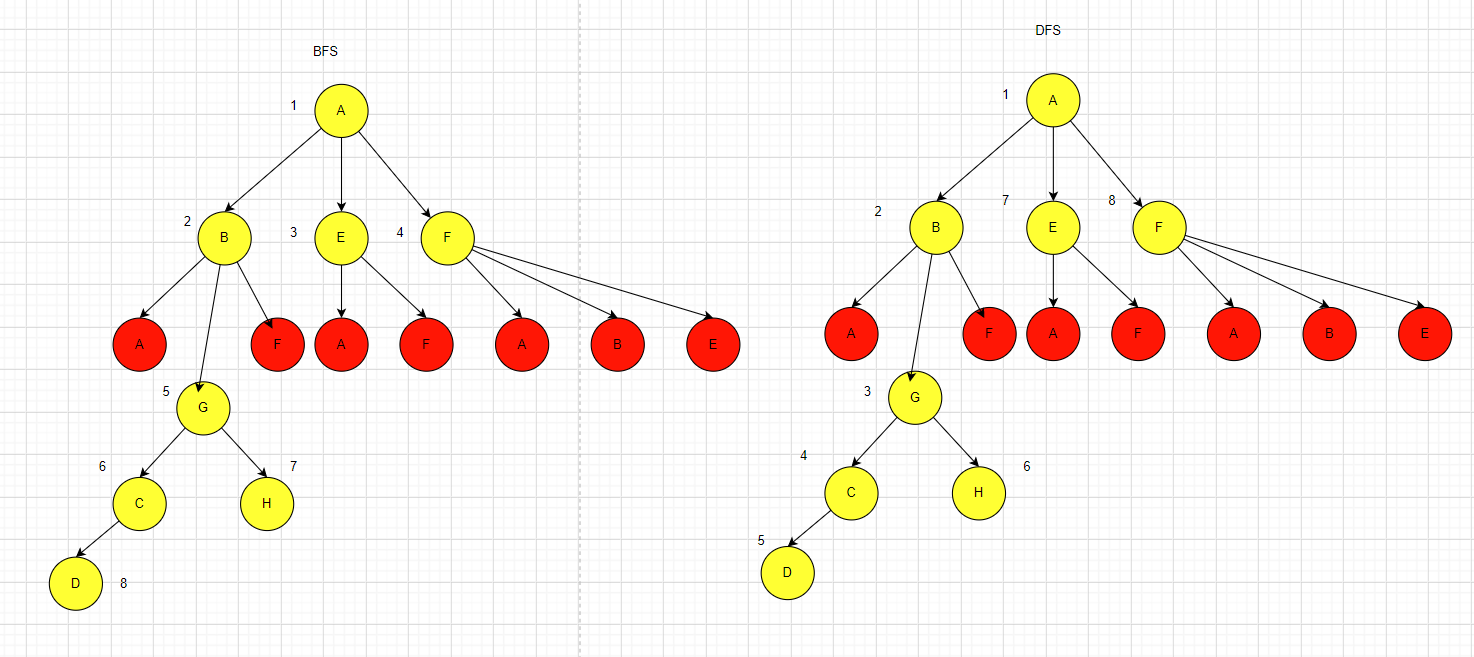 BFS
1 A
2 B 3 E 4 F
A F A F A B E
5 G
6 7
C H
D 8
DFS
1 A
2 B 7 E 8 F
A F A F A B E
3 G
4 6
C H
5
D